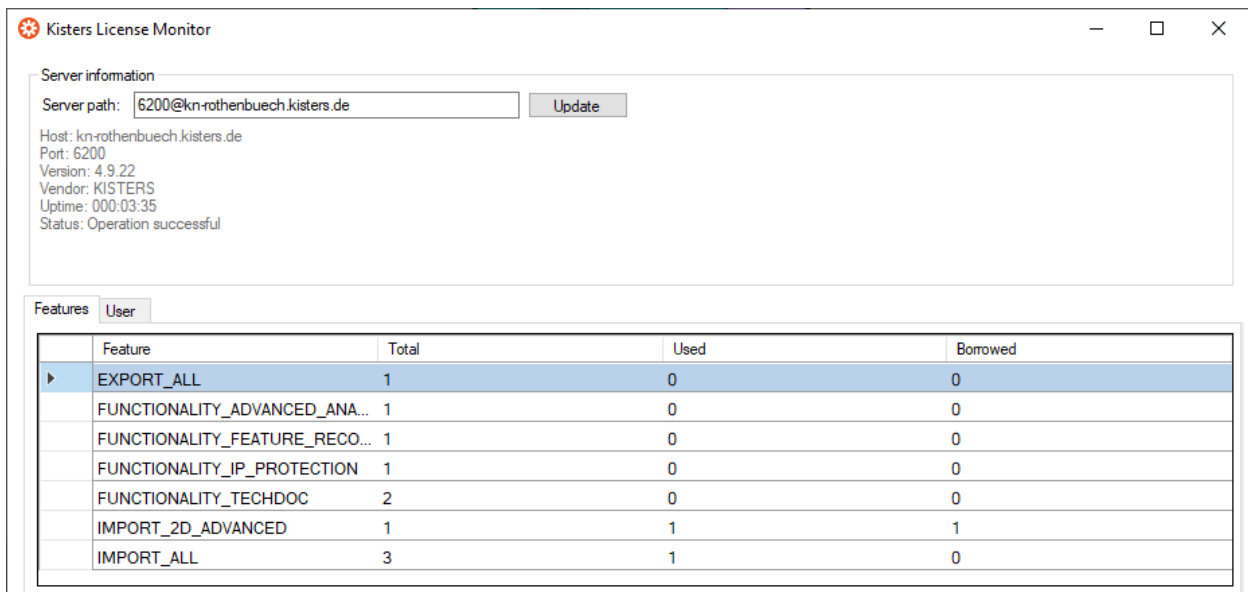 Kisters License Monitor
Server information
Server path: 6200@kn-rothenbuech.kisters.de Update
Host: kn-rothenbuech.kisters.de
Port: 6200
Version: 4.9.22
Vendor: KISTERS
Uptime: 000:03:35
Status: Operation successful
Features User
Feature Total Used Borrowed
EXPORT_ALL 1 0 0
FUNCTIONALITY_ADVANCED_ANA... 1 0 0
FUNCTIONALITY_FEATURE_RECO... 1 0 0
FUNCTIONALITY_IP_PROTECTION 1 0 0
FUNCTIONALITY_TECHDOC 2 0 0
IMPORT_2D_ADVANCED 1 1 1
IMPORT_ALL 3 1 0